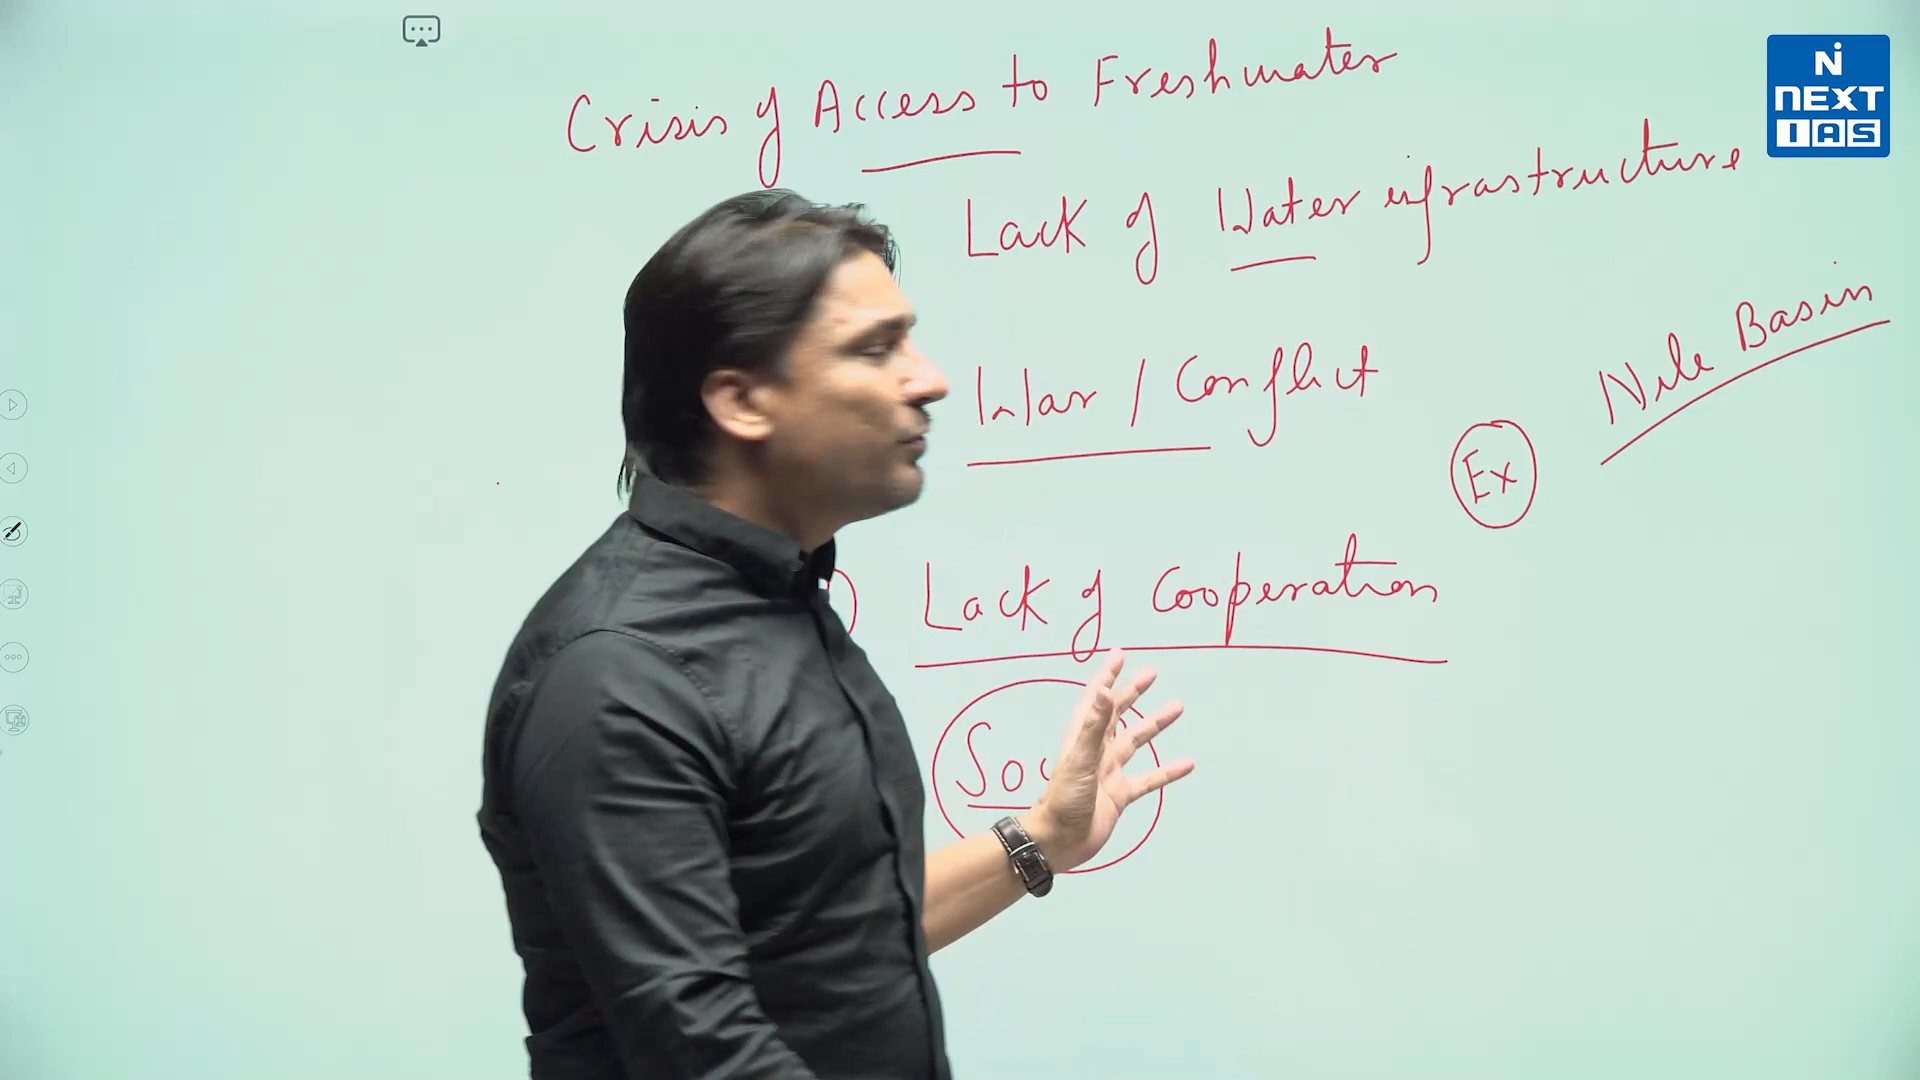 Crisis of Access to Freshwater
NEXT
IAS
Lack of Water infrastructure
Nile Basin
War / Conflict
Ex
Lack of Cooperation